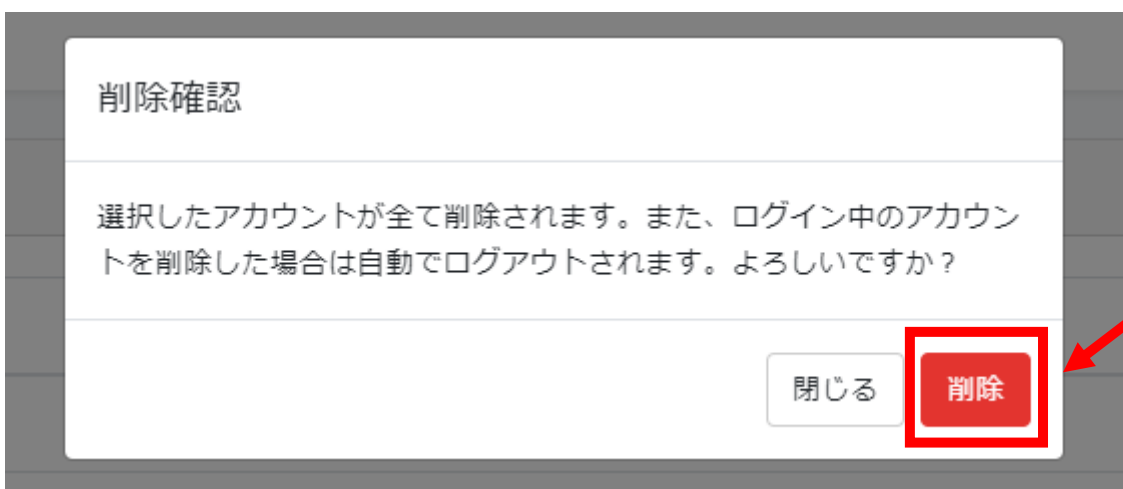 削除確認
選択したアカウントが全て削除されます。また、ログイン中のアカウン
トを削除した場合は自動でログアウトされます。よろしいですか？
閉じる
削除